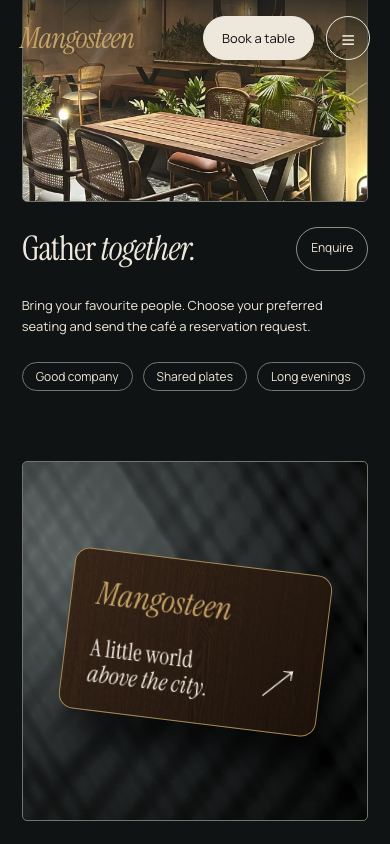 Mangosteen
Book a table
Gather together.
Enquire
Bring your favourite people. Choose your preferred
seating and send the café a reservation request.
Good company
Shared plates
Long evenings
Mangosteen
A little world
above the city.